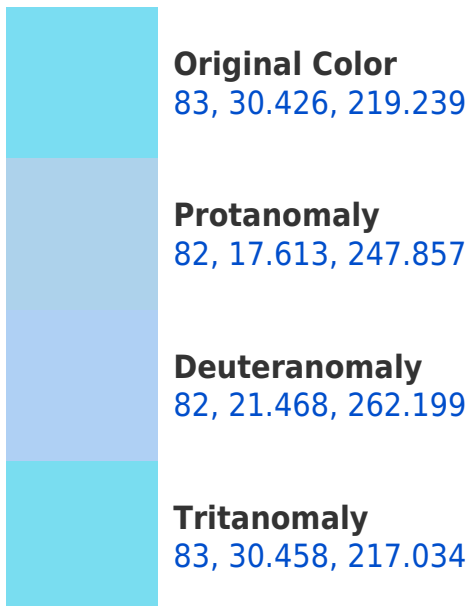 Original Color
83, 30.426, 219.239
Protanomaly
82, 17.613, 247.857
Deuteranomaly
82, 21.468, 262.199
Tritanomaly
83, 30.458, 217.034